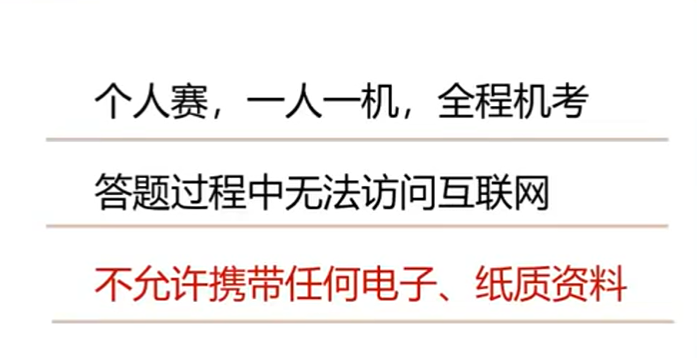 个人赛，一人一机，全程机考
答题过程中无法访问互联网
不允许携带任何电子、纸质资料